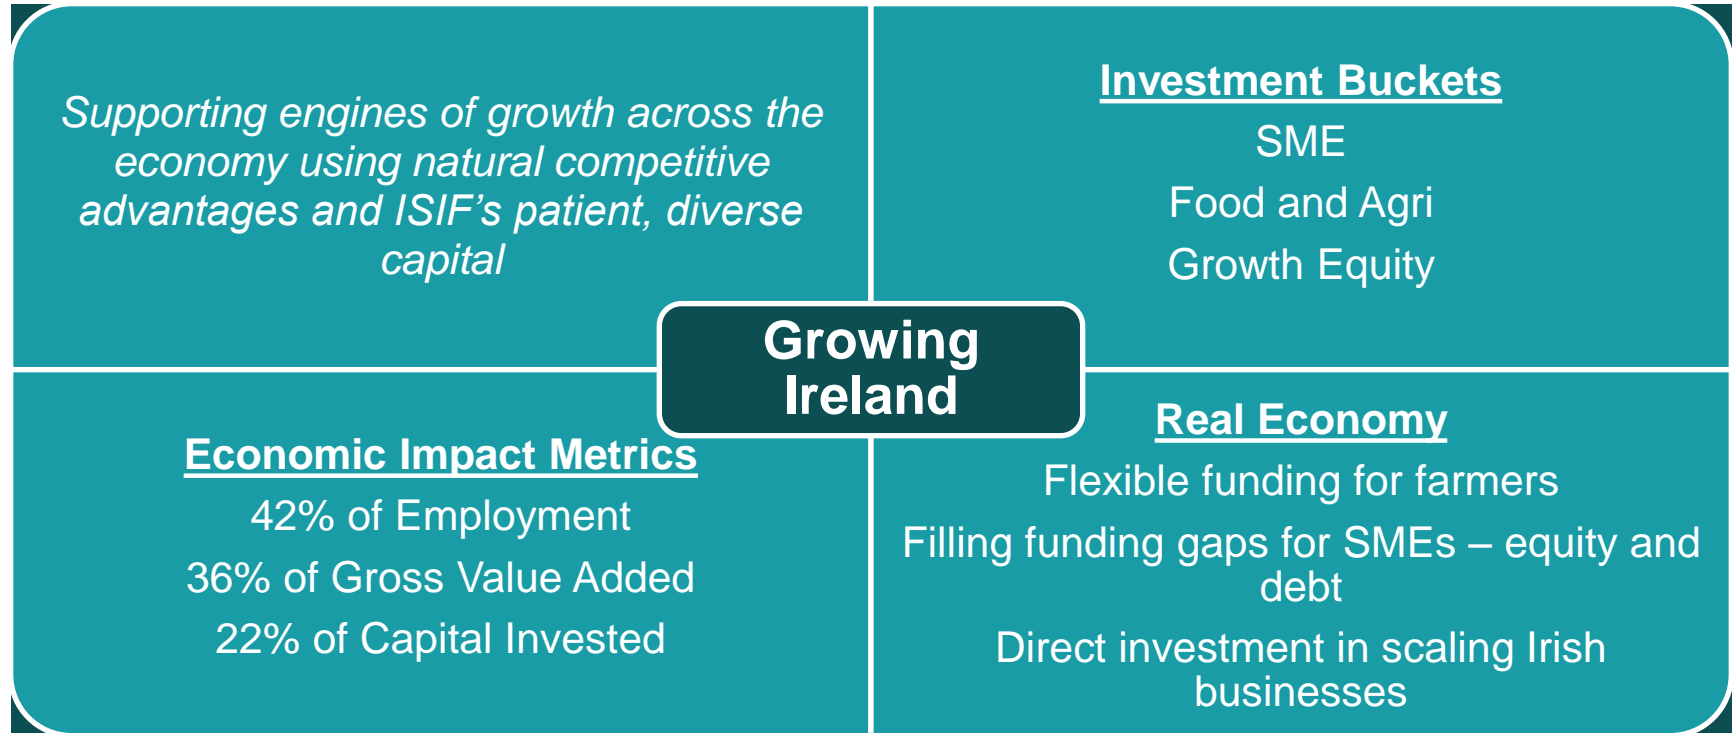 Supporting engines of growth across the
economy using natural competitive
advantages and ISIF’s patient, diverse
capital
Investment Buckets
SME
Food and Agri
Growth Equity
Growing
Ireland
Economic Impact Metrics
42% of Employment
36% of Gross Value Added
22% of Capital Invested
Real Economy
Flexible funding for farmers
Filling funding gaps for SMEs – equity and
debt
Direct investment in scaling Irish
businesses